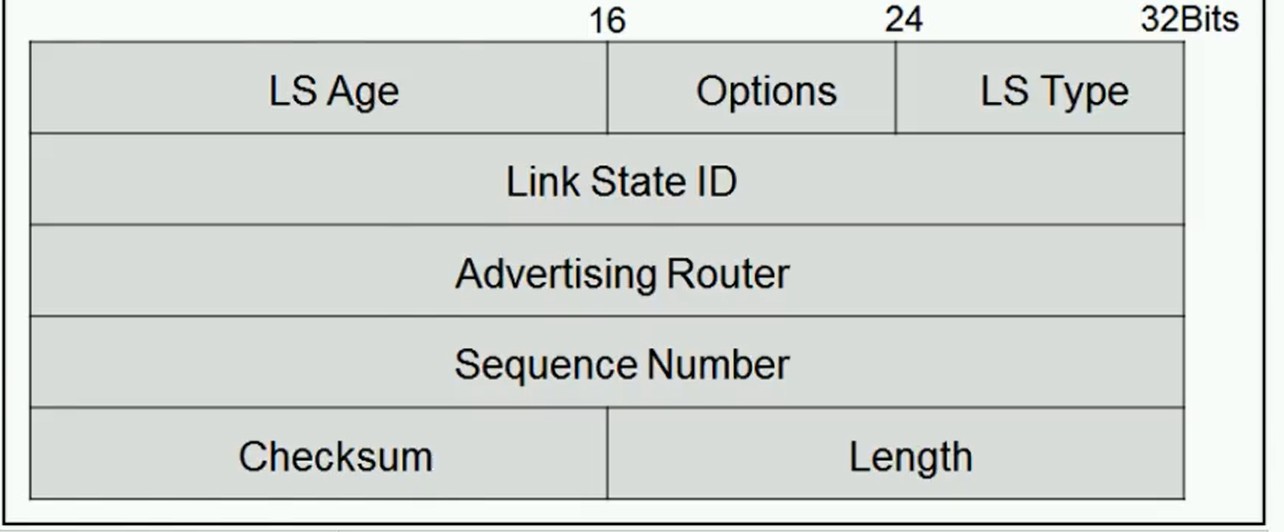 16 24 32Bits
LS Age Options LS Type
Link State ID
Advertising Router
Sequence Number
Checksum Length